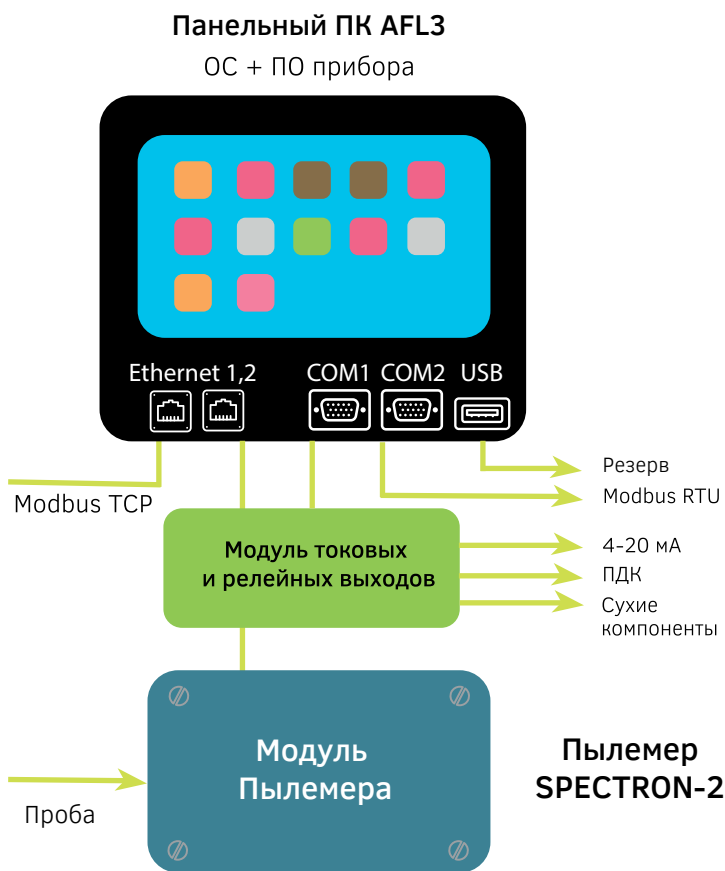 Панельный ПК AFL3
ОС + ПО прибора
Ethernet 1,2
COM1
COM2
USB
Резерв
Modbus TCP
Modbus RTU
Модуль токовых
и релейных выходов
4-20 мА
ПДК
Сухие
компоненты
Модуль
Пылемера
Пылемер
SPECTRON-2
Проба